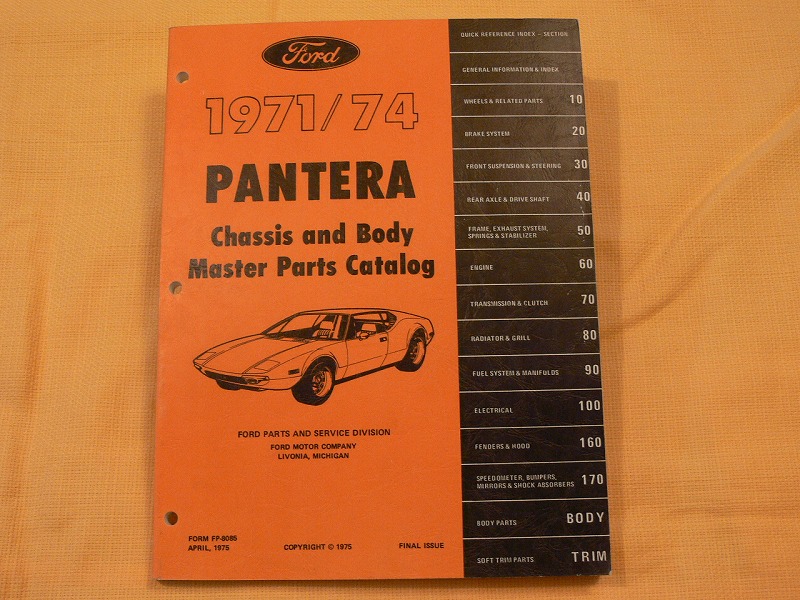 Ford
1971/74
PANTERA
Chassis and Body
Master Parts Catalog
FORD PARTS AND SERVICE DIVISION
FORD MOTOR COMPANY
LIVONIA, MICHIGAN
FORM FP-8085
APRIL, 1975
COPYRIGHT © 1975
FINAL ISSUE
QUICK REFERENCE INDEX - SECTION
GENERAL INFORMATION & INDEX
WHEELS & RELATED PARTS 10
BRAKE SYSTEM 20
FRONT SUSPENSION & STEERING 30
REAR AXLE & DRIVE SHAFT 40
FRAME, EXHAUST SYSTEM,
SPRINGS & STABILIZER 50
ENGINE 60
TRANSMISSION & CLUTCH 70
RADIATOR & GRILL 80
FUEL SYSTEM & MANIFOLDS 90
ELECTRICAL 100
FENDERS & HOOD 160
SPEEDOMETER, BUMPERS,
MIRRORS & SHOCK ABSORBERS 170
BODY PARTS BODY
SOFT TRIM PARTS TRIM